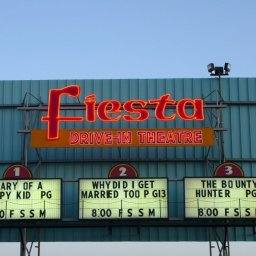 Fiesta
DRIVE-IN THEATRE
1
ARY OF A
PY KID PG
0 F S S M
2
WHY DID I GET
MARRIED TOO PG13
8:00 F S S M
3
THE BOUNTY
HUNTER PG
8:00 F S S M